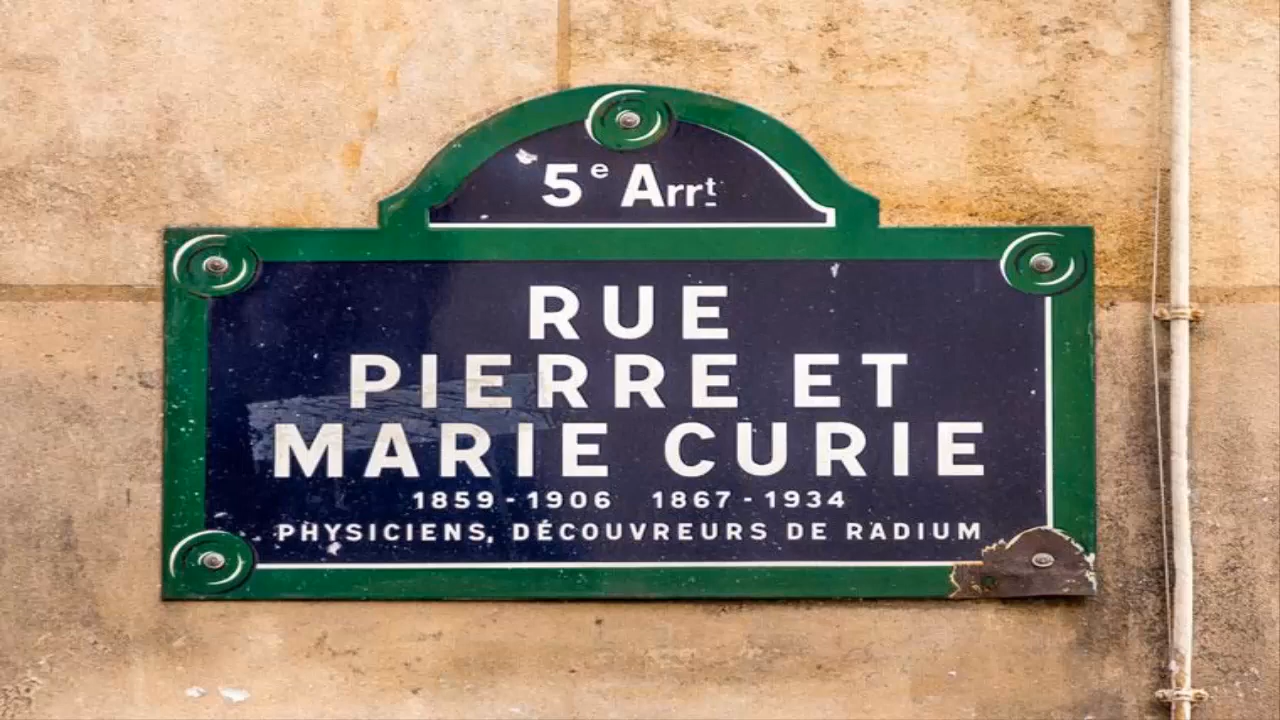 5e Arrt
RUE
PIERRE ET
MARIE CURIE
1859-1906 1867-1934
PHYSICIENS, DÉCOUVREURS DE RADIUM